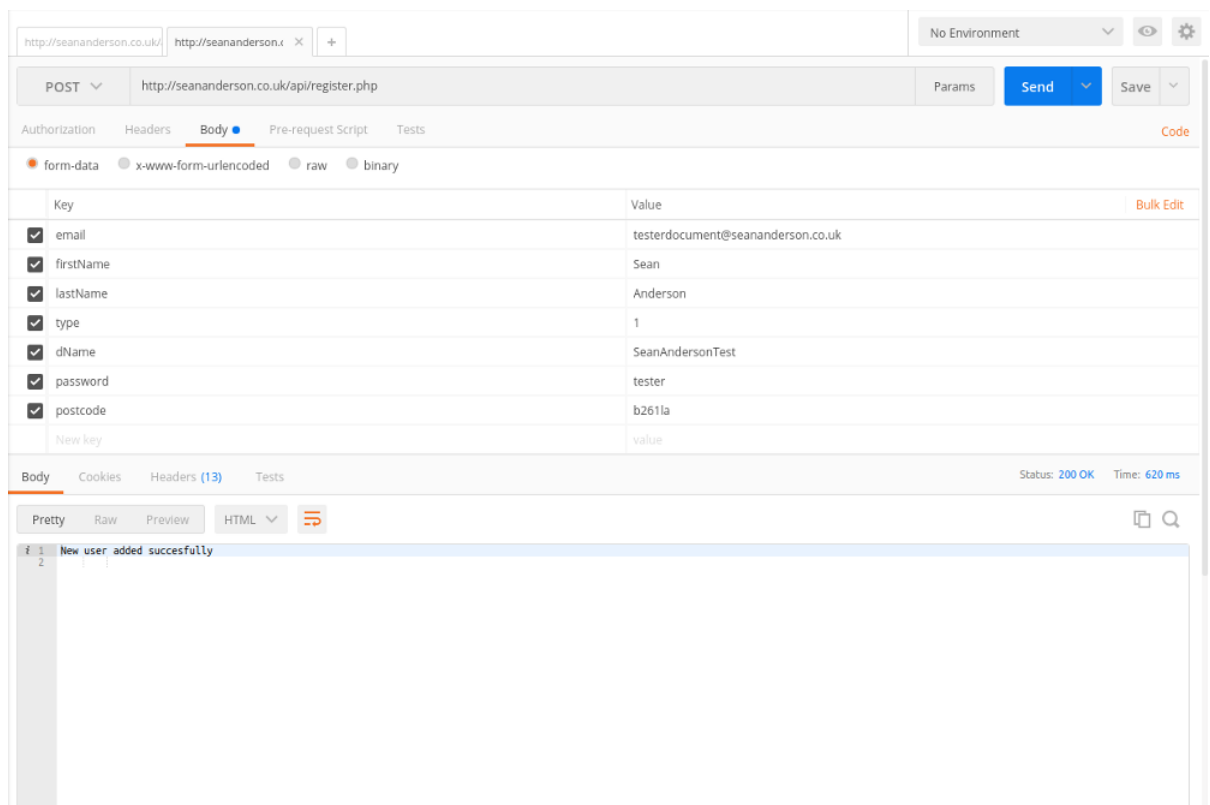 http://seananderson.co.uk/ http://seananderson.c × + No Environment
POST http://seananderson.co.uk/api/register.php Params Send Save
Authorization Headers Body Pre-request Script Tests Code
form-data x-www-form-urlencoded raw binary
Key Value Bulk Edit
email testerdocument@seananderson.co.uk
firstName Sean
lastName Anderson
type 1
dName SeanAndersonTest
password tester
postcode b261la
New key value
Body Cookies Headers (13) Tests Status: 200 OK Time: 620 ms
Pretty Raw Preview HTML
i 1 New user added succesfully
2